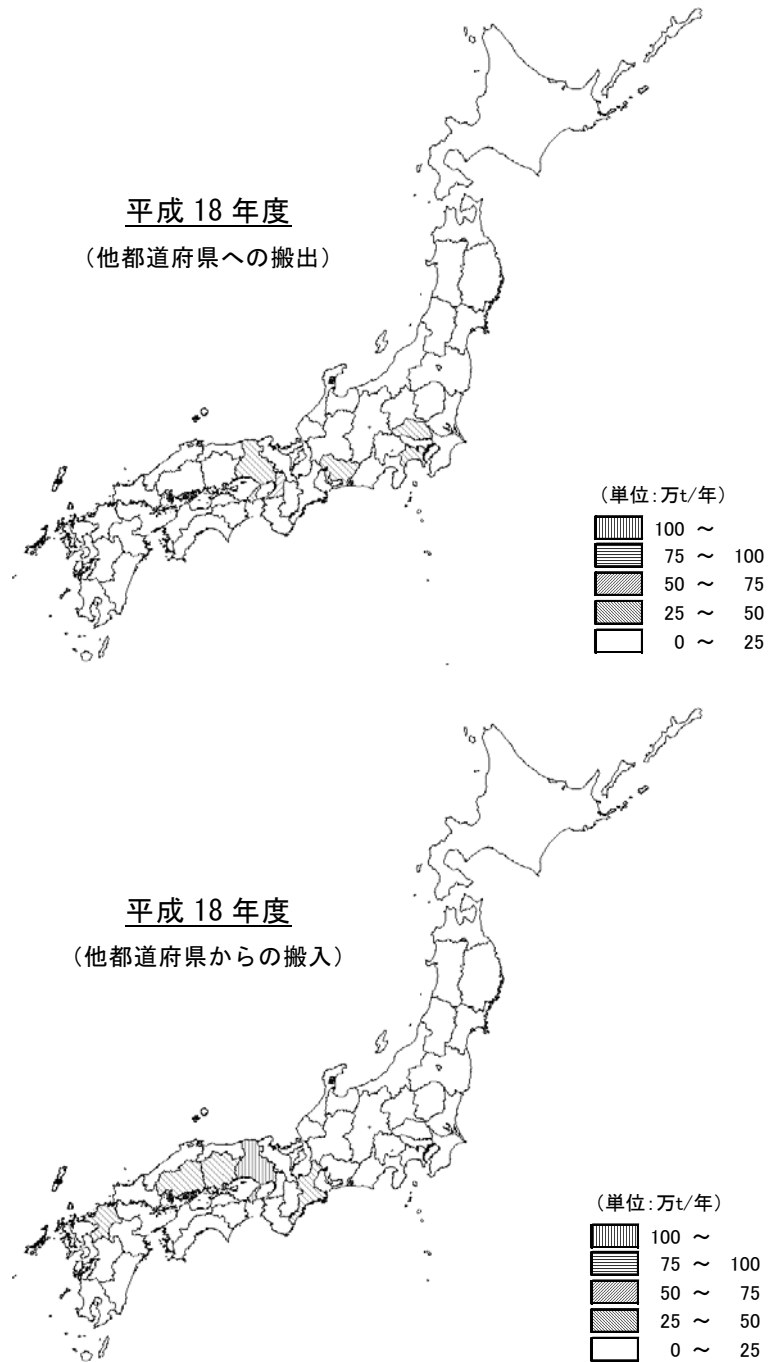 平成 18 年度
（他都道府県への搬出）
（単位：万t/年）
100 ～
75 ～ 100
50 ～ 75
25 ～ 50
0 ～ 25
平成 18 年度
（他都道府県からの搬入）
（単位：万t/年）
100 ～
75 ～ 100
50 ～ 75
25 ～ 50
0 ～ 25